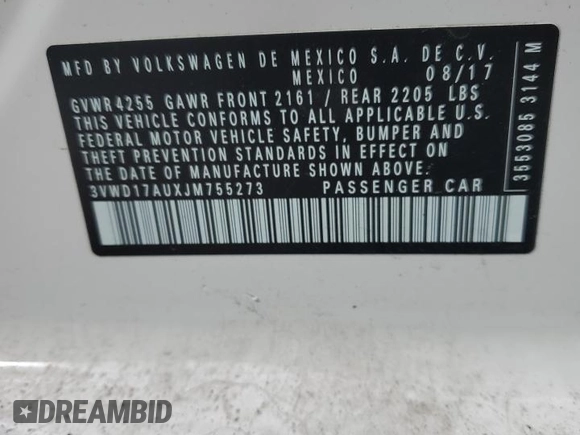 MFD BY VOLKSWAGEN DE MEXICO S.A. DE C.V.
MEXICO 08/17
GVWR4255 GAWR FRONT 2161 / REAR 2205 LBS
THIS VEHICLE CONFORMS TO ALL APPLICABLE U.S.
FEDERAL MOTOR VEHICLE SAFETY, BUMPER AND
THEFT PREVENTION STANDARDS IN EFFECT ON
THE DATE OF MANUFACTURE SHOWN ABOVE
3VWD17AUXJM755273 PASSENGER CAR
3553085 3144 M
DREAMBID